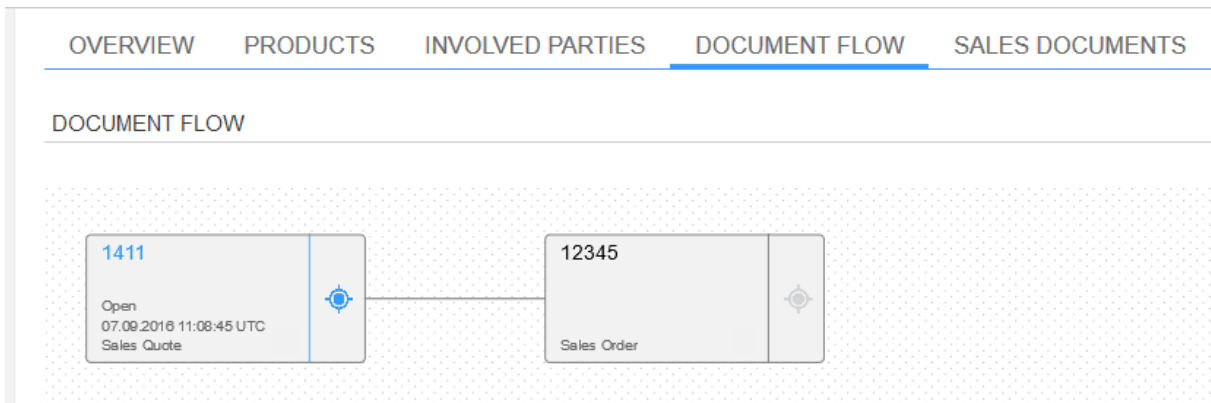 OVERVIEW PRODUCTS INVOLVED PARTIES DOCUMENT FLOW SALES DOCUMENTS
DOCUMENT FLOW
1411
Open
07.09.2016 11:08:45 UTC
Sales Quote
12345
Sales Order